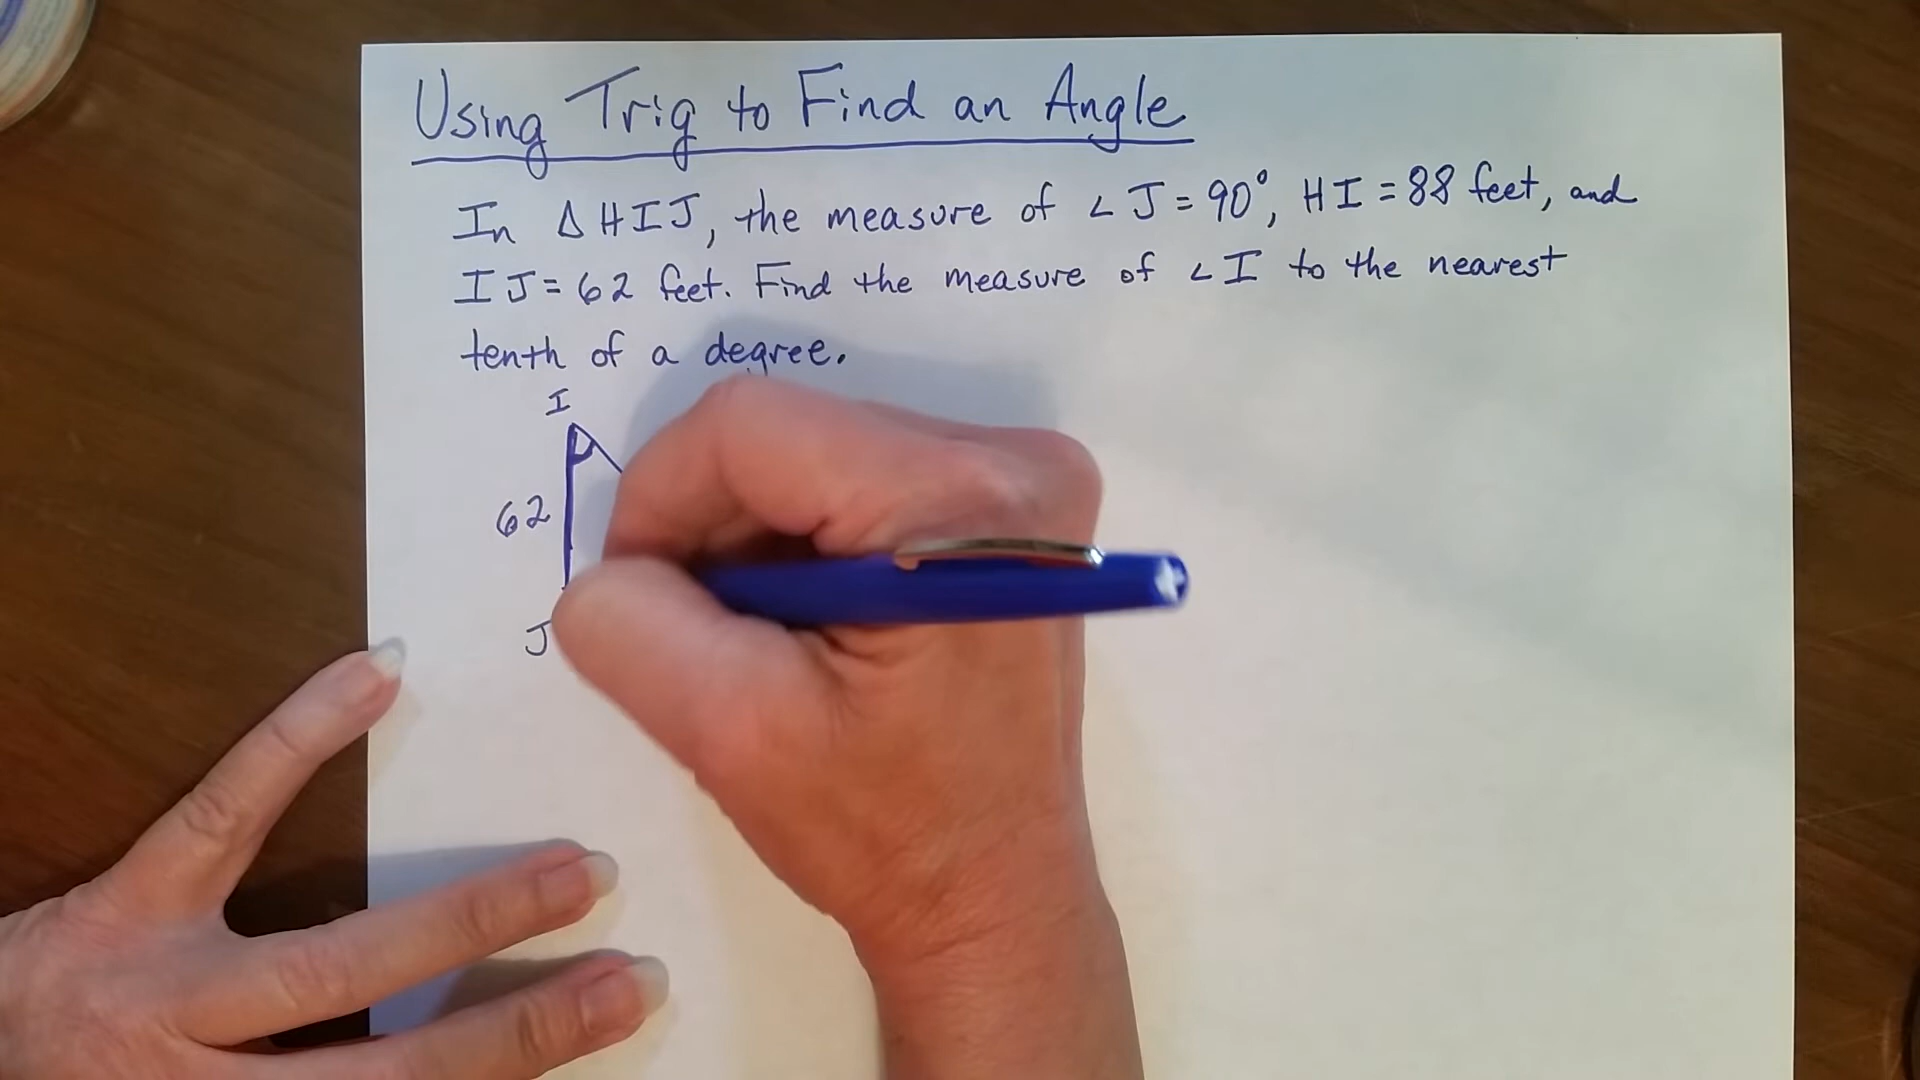 Using Trig to Find an Angle
In △HIJ, the measure of ∠J=90°, HI=88 feet, and
IJ=62 feet. Find the measure of ∠I to the nearest
tenth of a degree.
I
62
J